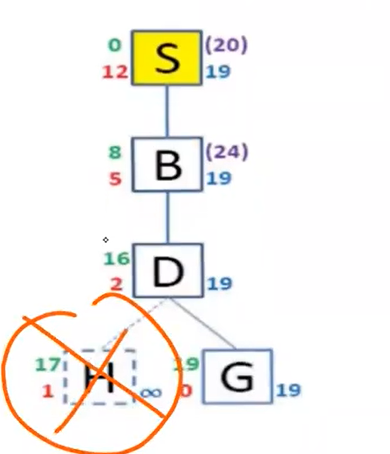 0 S (20)
12 19
8 B (24)
5 19
16 D
2 19
17 H 19 G
1 ∞ 0 19